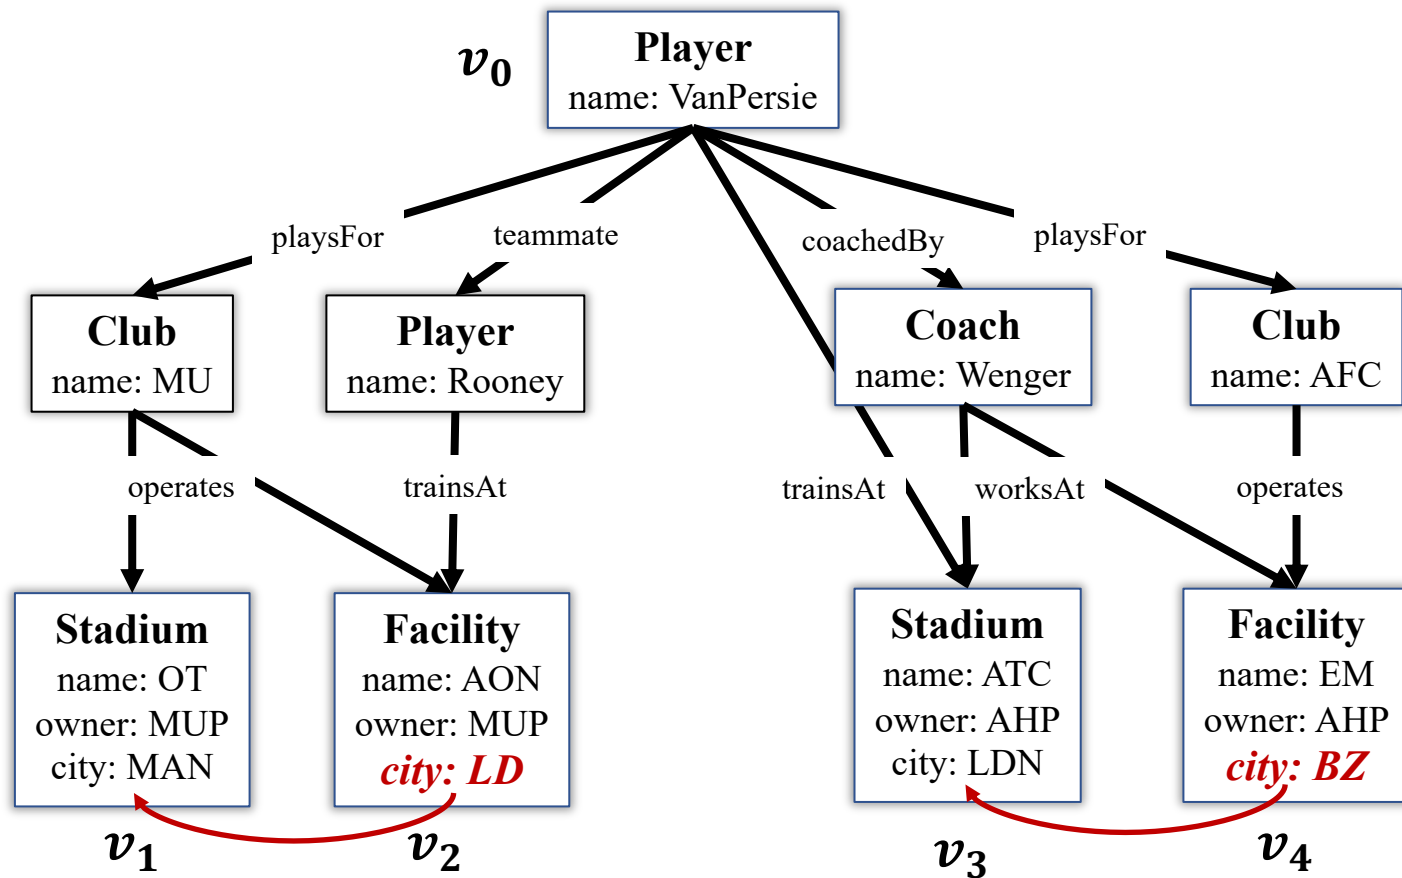 v0
Player
name: VanPersie
playsFor
teammate
coachedBy
playsFor
Club
name: MU
Player
name: Rooney
Coach
name: Wenger
Club
name: AFC
operates
trainsAt
trainsAt
worksAt
operates
Stadium
name: OT
owner: MUP
city: MAN
Facility
name: AON
owner: MUP
city: LD
Stadium
name: ATC
owner: AHP
city: LDN
Facility
name: EM
owner: AHP
city: BZ
v1
v2
v3
v4